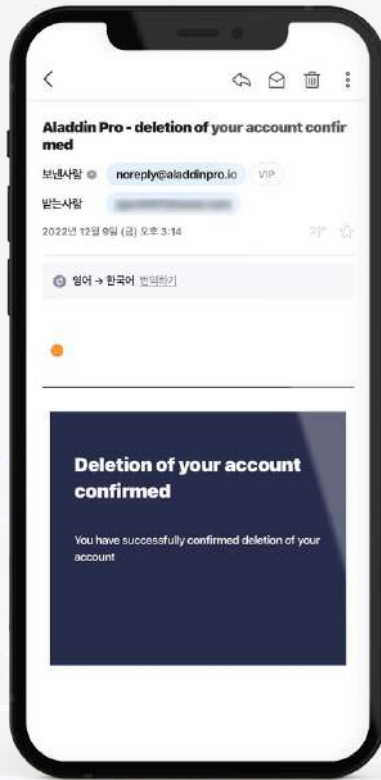 Aladdin Pro - deletion of your account confir
med
보낸사람 noreply@aladdinpro.io VIP
받는사람
2022년 12월 9일 (금) 오후 3:14 가°
영어 → 한국어 번역하기
Deletion of your account
confirmed
You have successfully confirmed deletion of your
account